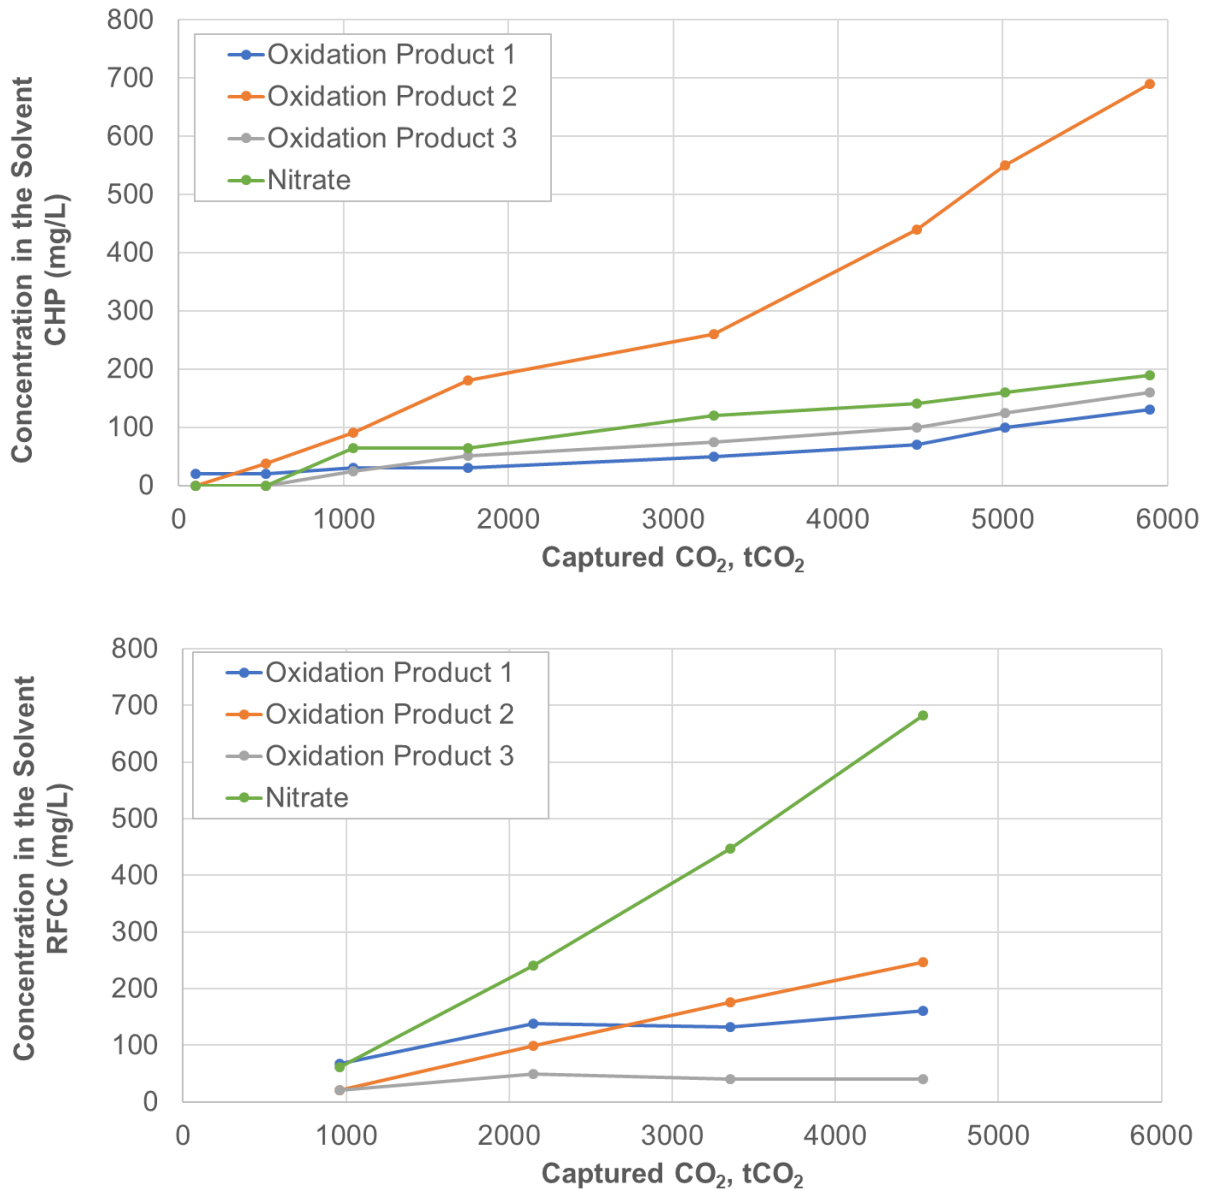 Concentration in the Solvent
CHP (mg/L)
800
700
600
500
400
300
200
100
0
Oxidation Product 1
Oxidation Product 2
Oxidation Product 3
Nitrate
0 1000 2000 3000 4000 5000 6000
Captured CO₂, tCO₂
Concentration in the Solvent
RFCC (mg/L)
800
700
600
500
400
300
200
100
0
Oxidation Product 1
Oxidation Product 2
Oxidation Product 3
Nitrate
0 1000 2000 3000 4000 5000 6000
Captured CO₂, tCO₂